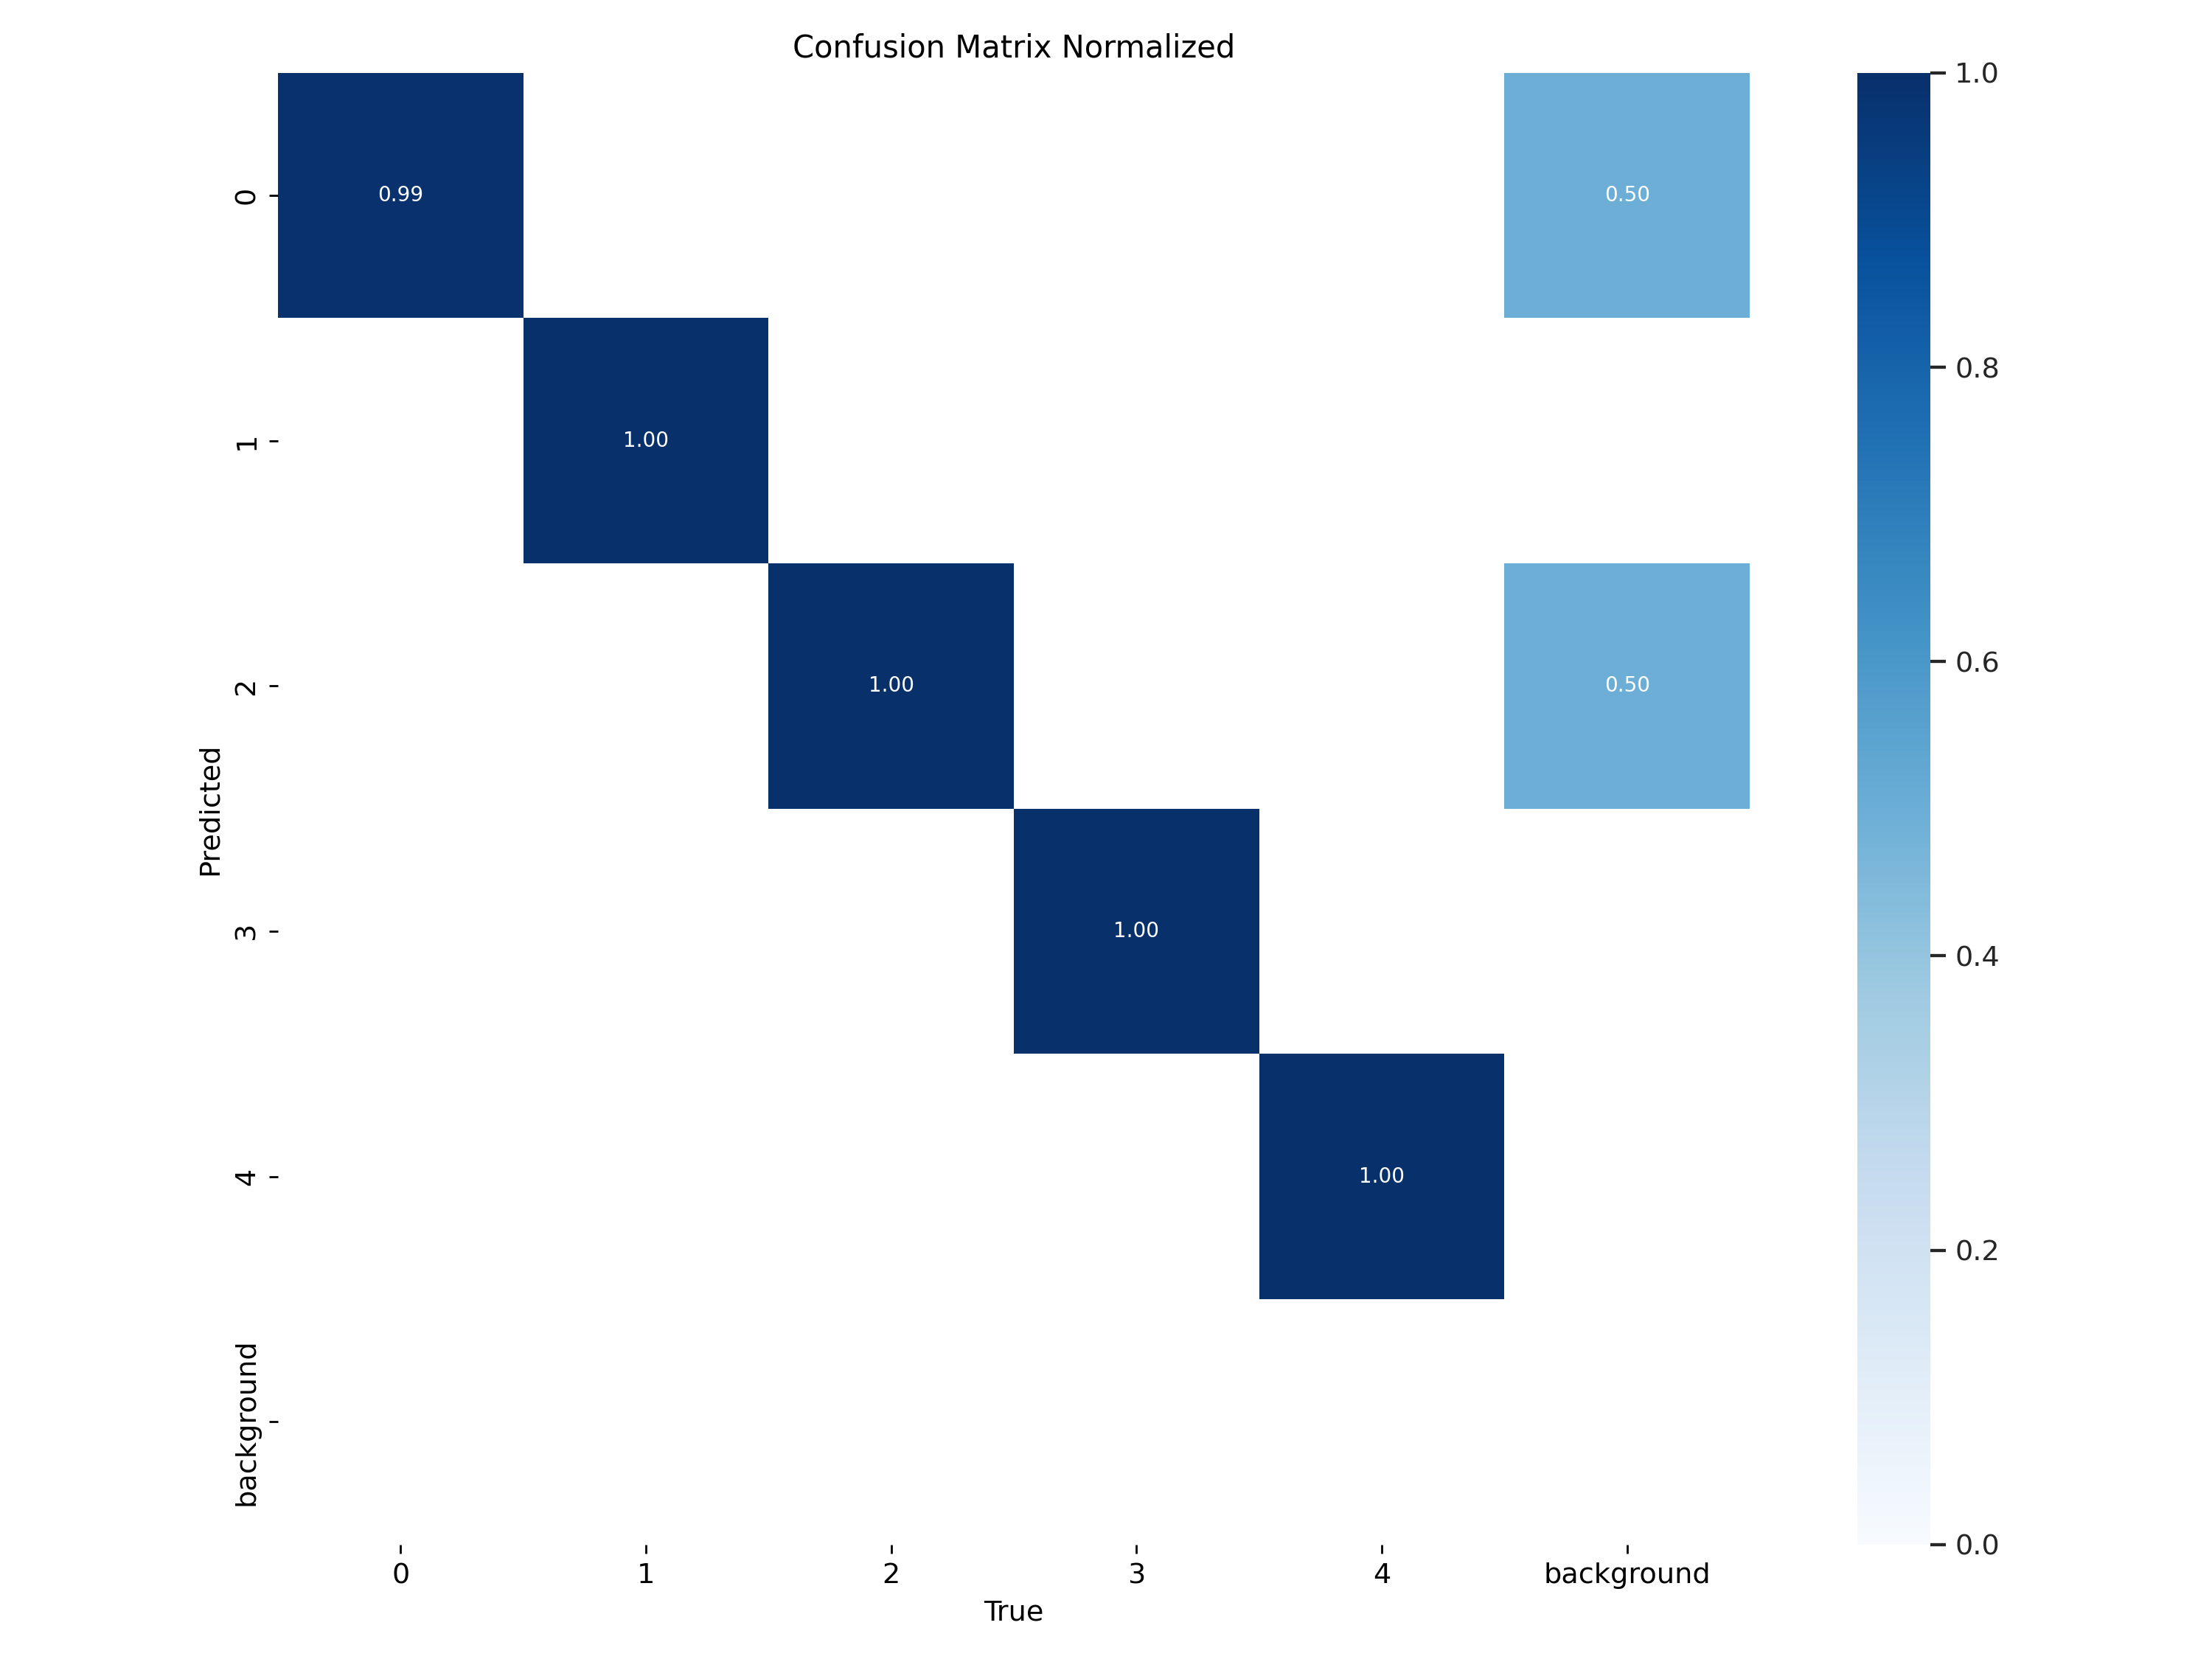 Confusion Matrix Normalized
0 0.99 0.50
1 1.00
2 1.00 0.50
3 1.00
4 1.00
background
0 1 2 3 4 background
True
Predicted
1.0
0.8
0.6
0.4
0.2
0.0